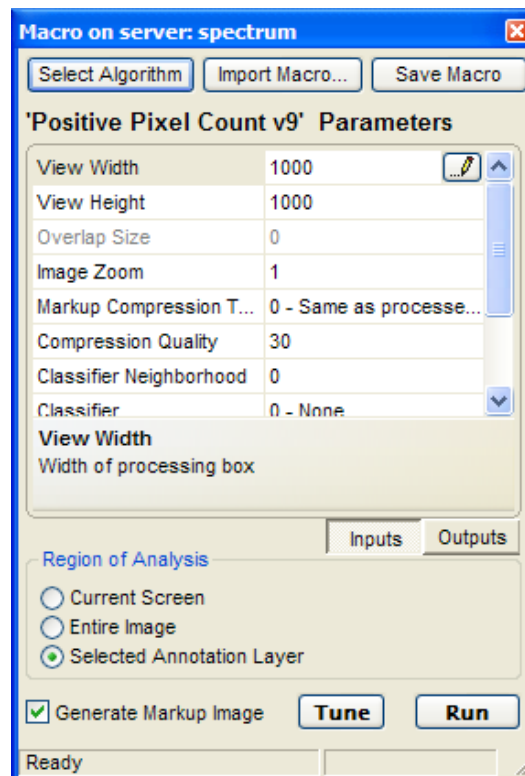 Macro on server: spectrum
Select Algorithm Import Macro... Save Macro
'Positive Pixel Count v9' Parameters
View Width 1000
View Height 1000
Overlap Size 0
Image Zoom 1
Markup Compression T... 0 - Same as processe...
Compression Quality 30
Classifier Neighborhood 0
Classifier 0 - None
View Width
Width of processing box
Inputs Outputs
Region of Analysis
Current Screen
Entire Image
Selected Annotation Layer
Generate Markup Image Tune Run
Ready